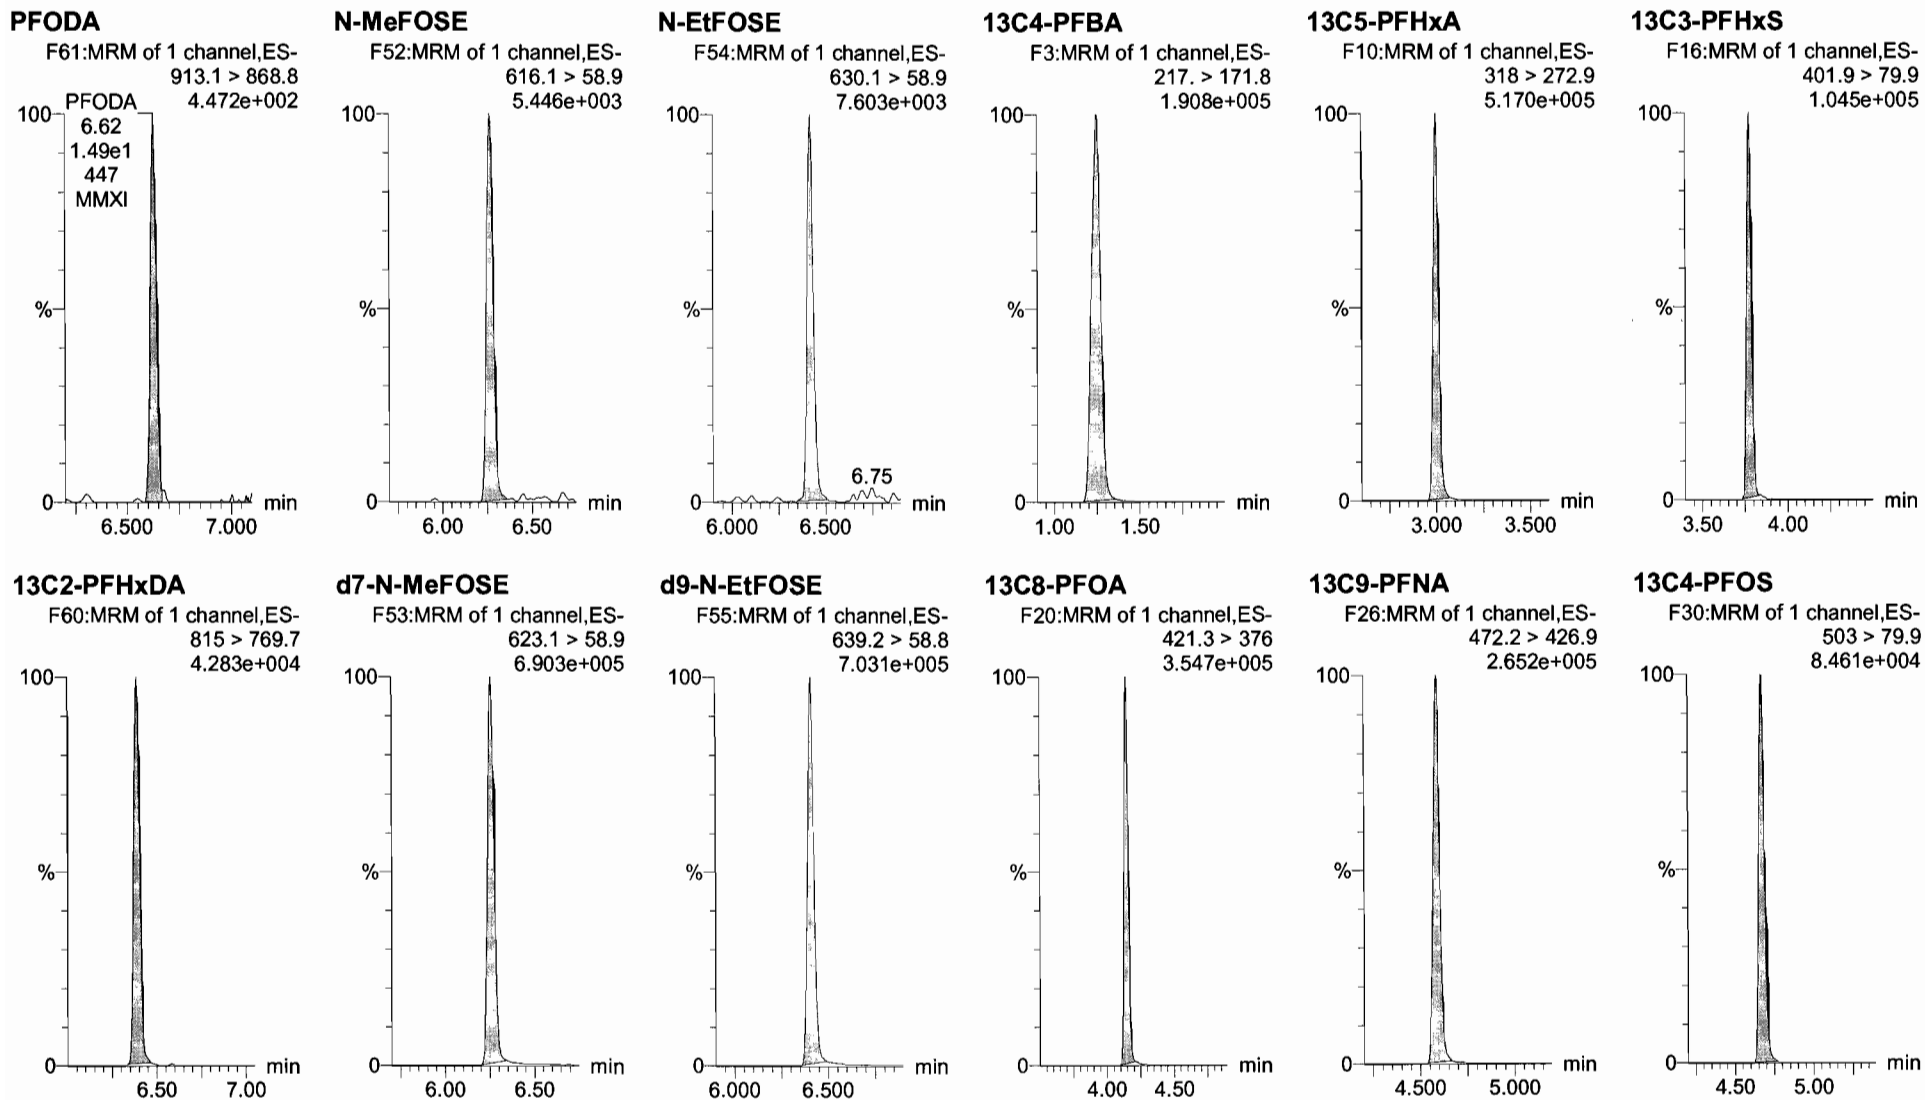 PFODA
F61:MRM of 1 channel,ES-
913.1 > 868.8
4.472e+002
PFODA
6.62
1.49e1
447
MMXI
100
%
0
6.500 7.000 min
N-MeFOSE
F52:MRM of 1 channel,ES-
616.1 > 58.9
5.446e+003
100
%
0
6.00 6.50 min
N-EtFOSE
F54:MRM of 1 channel,ES-
630.1 > 58.9
7.603e+003
100
%
6.75
0
6.000 6.500 min
13C4-PFBA
F3:MRM of 1 channel,ES-
217. > 171.8
1.908e+005
100
%
0
1.00 1.50 min
13C5-PFHxA
F10:MRM of 1 channel,ES-
318 > 272.9
5.170e+005
100
%
0
3.000 3.500 min
13C3-PFHxS
F16:MRM of 1 channel,ES-
401.9 > 79.9
1.045e+005
100
%
0
3.50 4.00 min
13C2-PFHxDA
F60:MRM of 1 channel,ES-
815 > 769.7
4.283e+004
100
%
0
6.50 7.00 min
d7-N-MeFOSE
F53:MRM of 1 channel,ES-
623.1 > 58.9
6.903e+005
100
%
0
6.00 6.50 min
d9-N-EtFOSE
F55:MRM of 1 channel,ES-
639.2 > 58.8
7.031e+005
100
%
0
6.000 6.500 min
13C8-PFOA
F20:MRM of 1 channel,ES-
421.3 > 376
3.547e+005
100
%
0
4.00 4.50 min
13C9-PFNA
F26:MRM of 1 channel,ES-
472.2 > 426.9
2.652e+005
100
%
0
4.500 5.000 min
13C4-PFOS
F30:MRM of 1 channel,ES-
503 > 79.9
8.461e+004
100
%
0
4.50 5.00 min